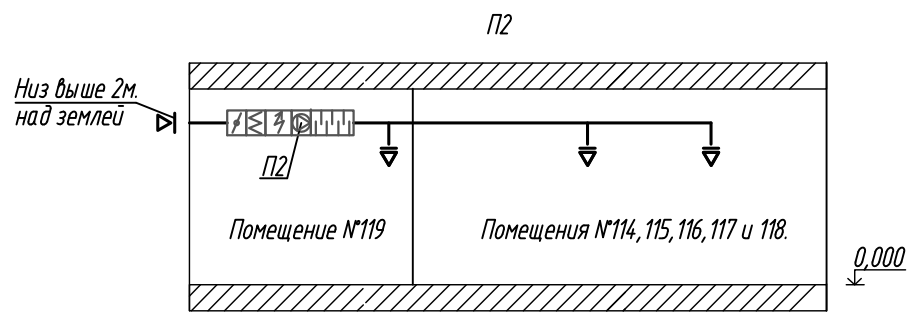 П2
Низ выше 2м.
над землей
П2
Помещение №119
Помещения №114, 115, 116, 117 и 118.
0,000